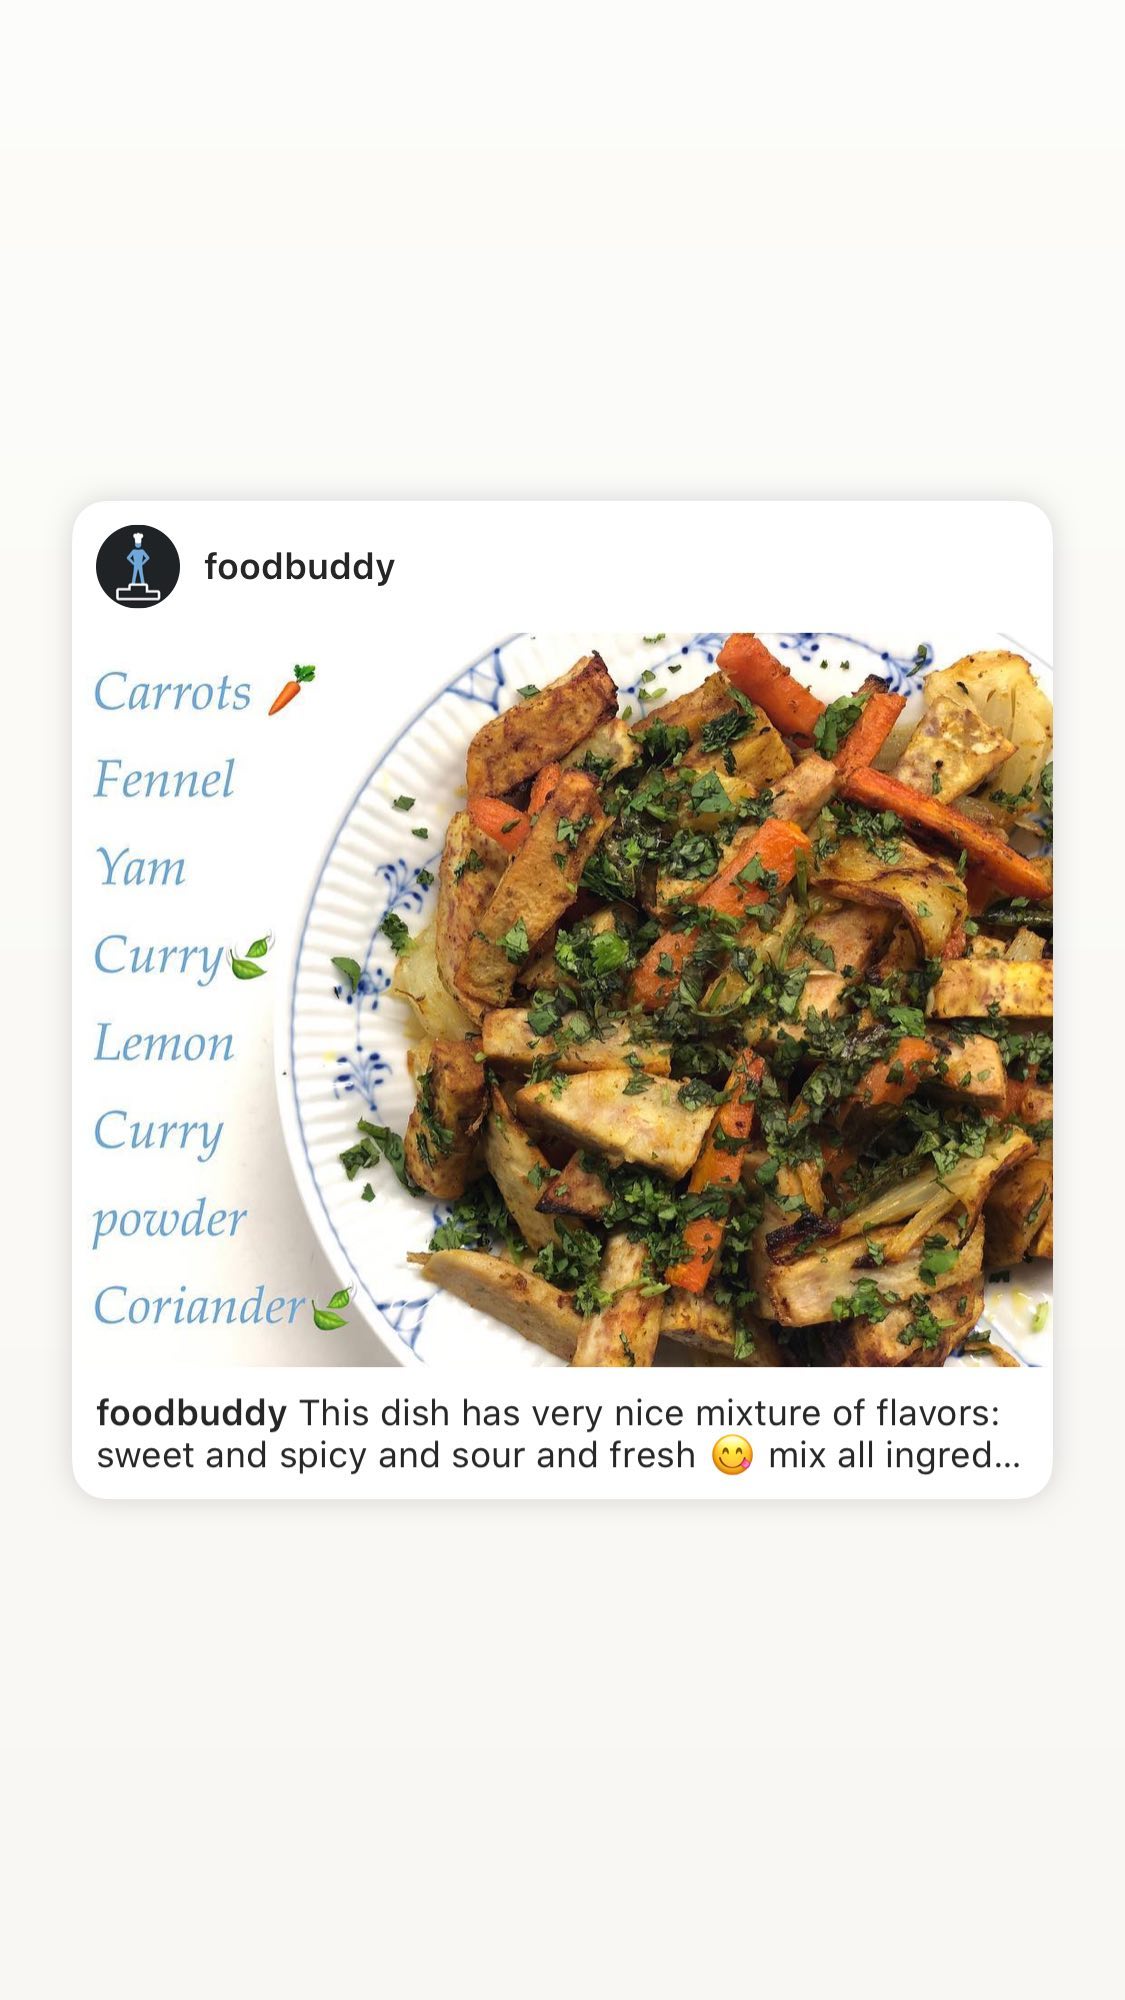 foodbuddy
Carrots 🥕
Fennel
Yam
Curry🍃
Lemon
Curry
powder
Coriander🍃
foodbuddy This dish has very nice mixture of flavors:
sweet and spicy and sour and fresh 😋 mix all ingred...